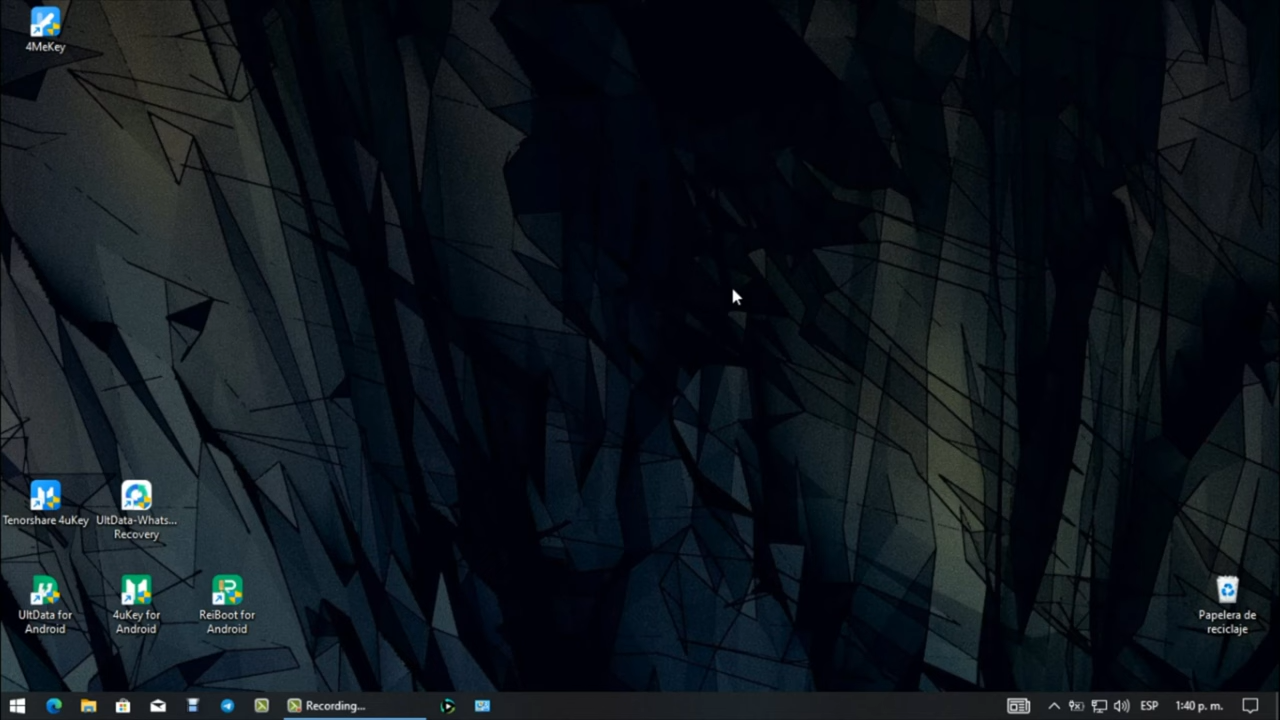 4MeKey
Tenorshare 4uKey
UltData-Whats...
Recovery
UltData for
Android
4uKey for
Android
ReiBoot for
Android
Papelera de
reciclaje
Recording...
ESP
1:40 p. m.